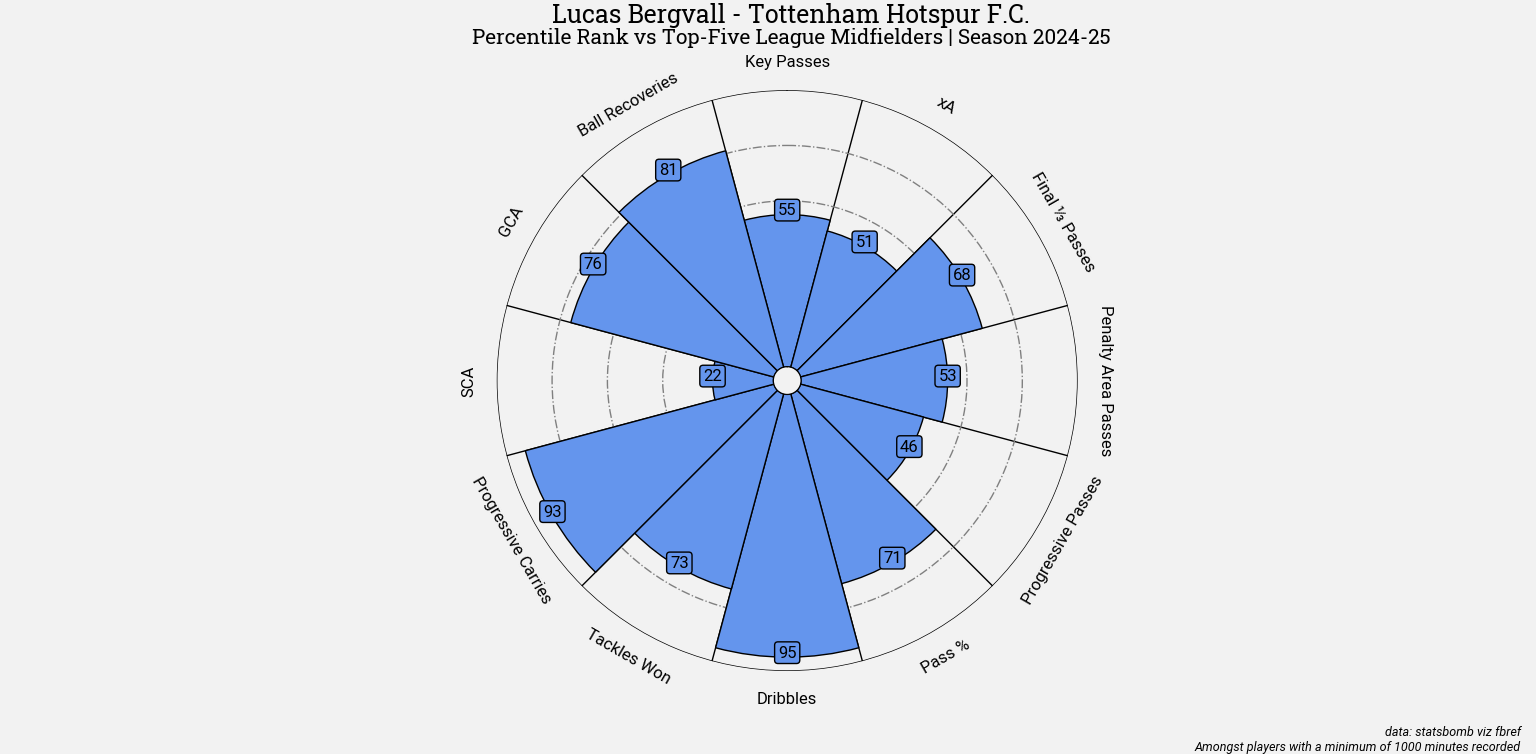 Lucas Bergvall - Tottenham Hotspur F.C.
Percentile Rank vs Top-Five League Midfielders | Season 2024-25
Key Passes
55
xA
51
Final ⅓ Passes
68
Penalty Area Passes
53
Progressive Passes
46
Pass %
71
Dribbles
95
Tackles Won
73
Progressive Carries
93
SCA
22
GCA
76
Ball Recoveries
81
data: statsbomb viz fbref
Amongst players with a minimum of 1000 minutes recorded